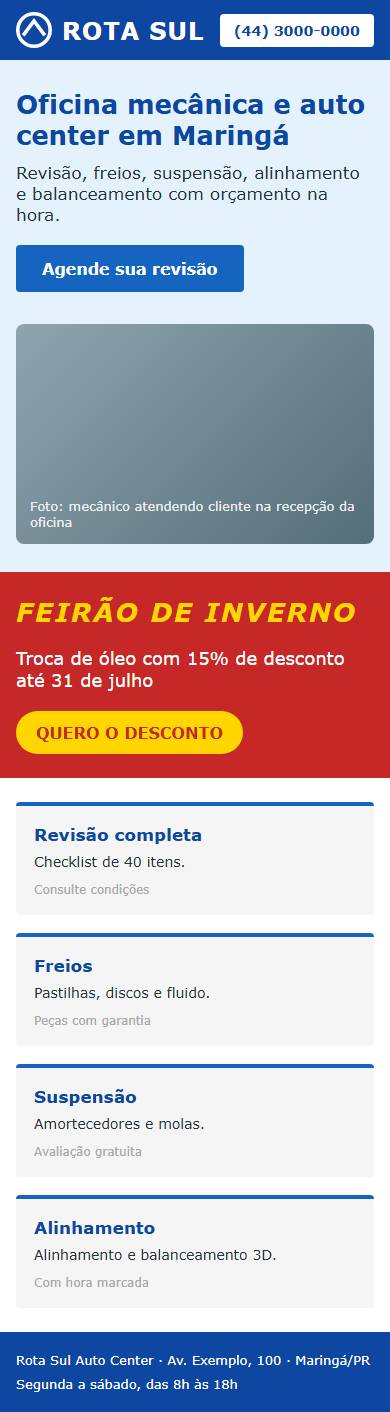 ROTA SUL
(44) 3000-0000
Oficina mecânica e auto
center em Maringá
Revisão, freios, suspensão, alinhamento
e balanceamento com orçamento na
hora.
Agende sua revisão
Foto: mecânico atendendo cliente na recepção da
oficina
FEIRÃO DE INVERNO
Troca de óleo com 15% de desconto
até 31 de julho
QUERO O DESCONTO
Revisão completa
Checklist de 40 itens.
Consulte condições
Freios
Pastilhas, discos e fluido.
Peças com garantia
Suspensão
Amortecedores e molas.
Avaliação gratuita
Alinhamento
Alinhamento e balanceamento 3D.
Com hora marcada
Rota Sul Auto Center · Av. Exemplo, 100 · Maringá/PR
Segunda a sábado, das 8h às 18h